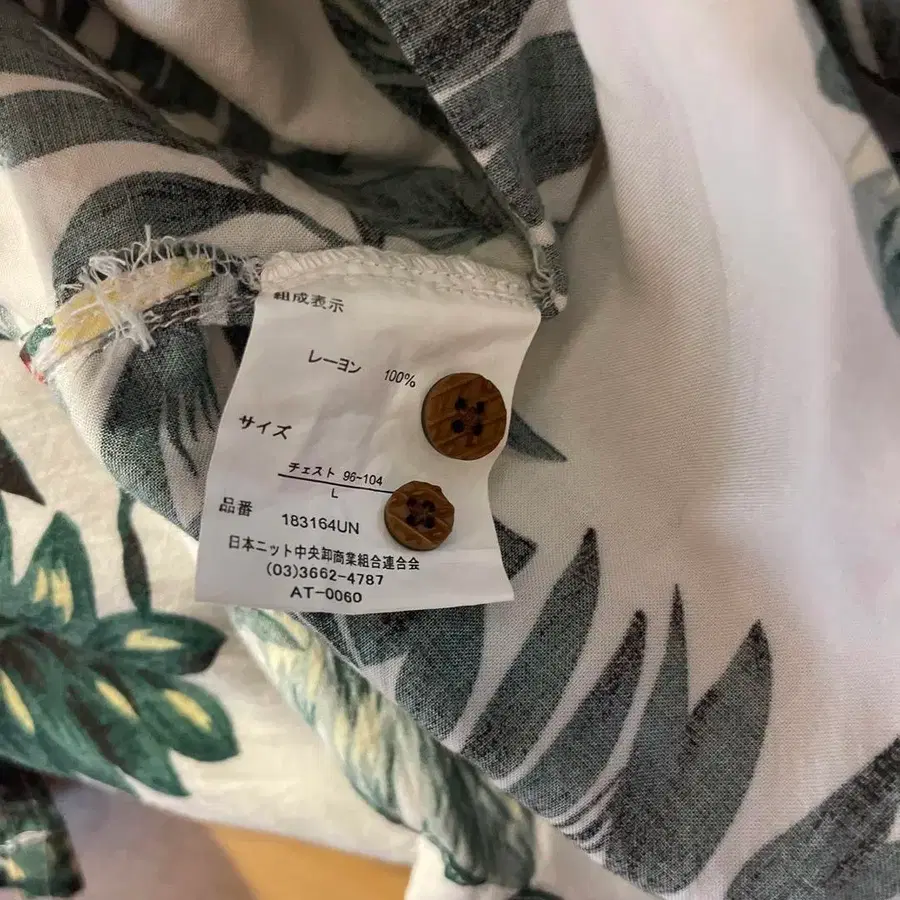 組成表示
レーヨン 100%
サイズ
チェスト 96-104
L
品番 183164UN
日本ニット中央卸商業組合連合会
(03)3662-4787
AT-0060